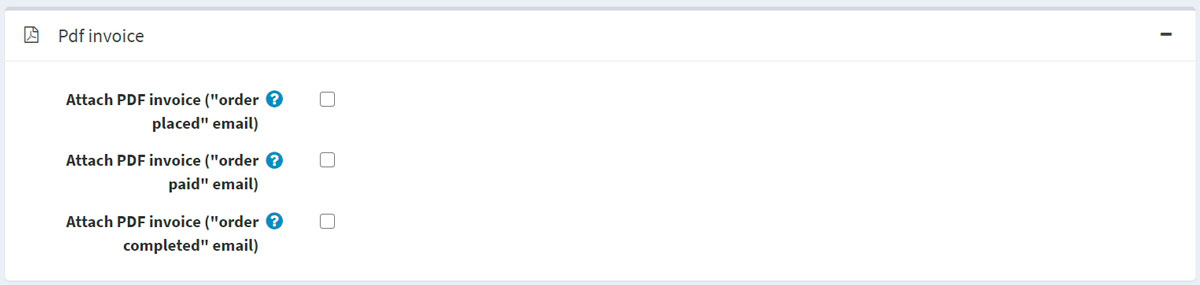 Pdf invoice
Attach PDF invoice ("order
placed" email)
Attach PDF invoice ("order
paid" email)
Attach PDF invoice ("order
completed" email)